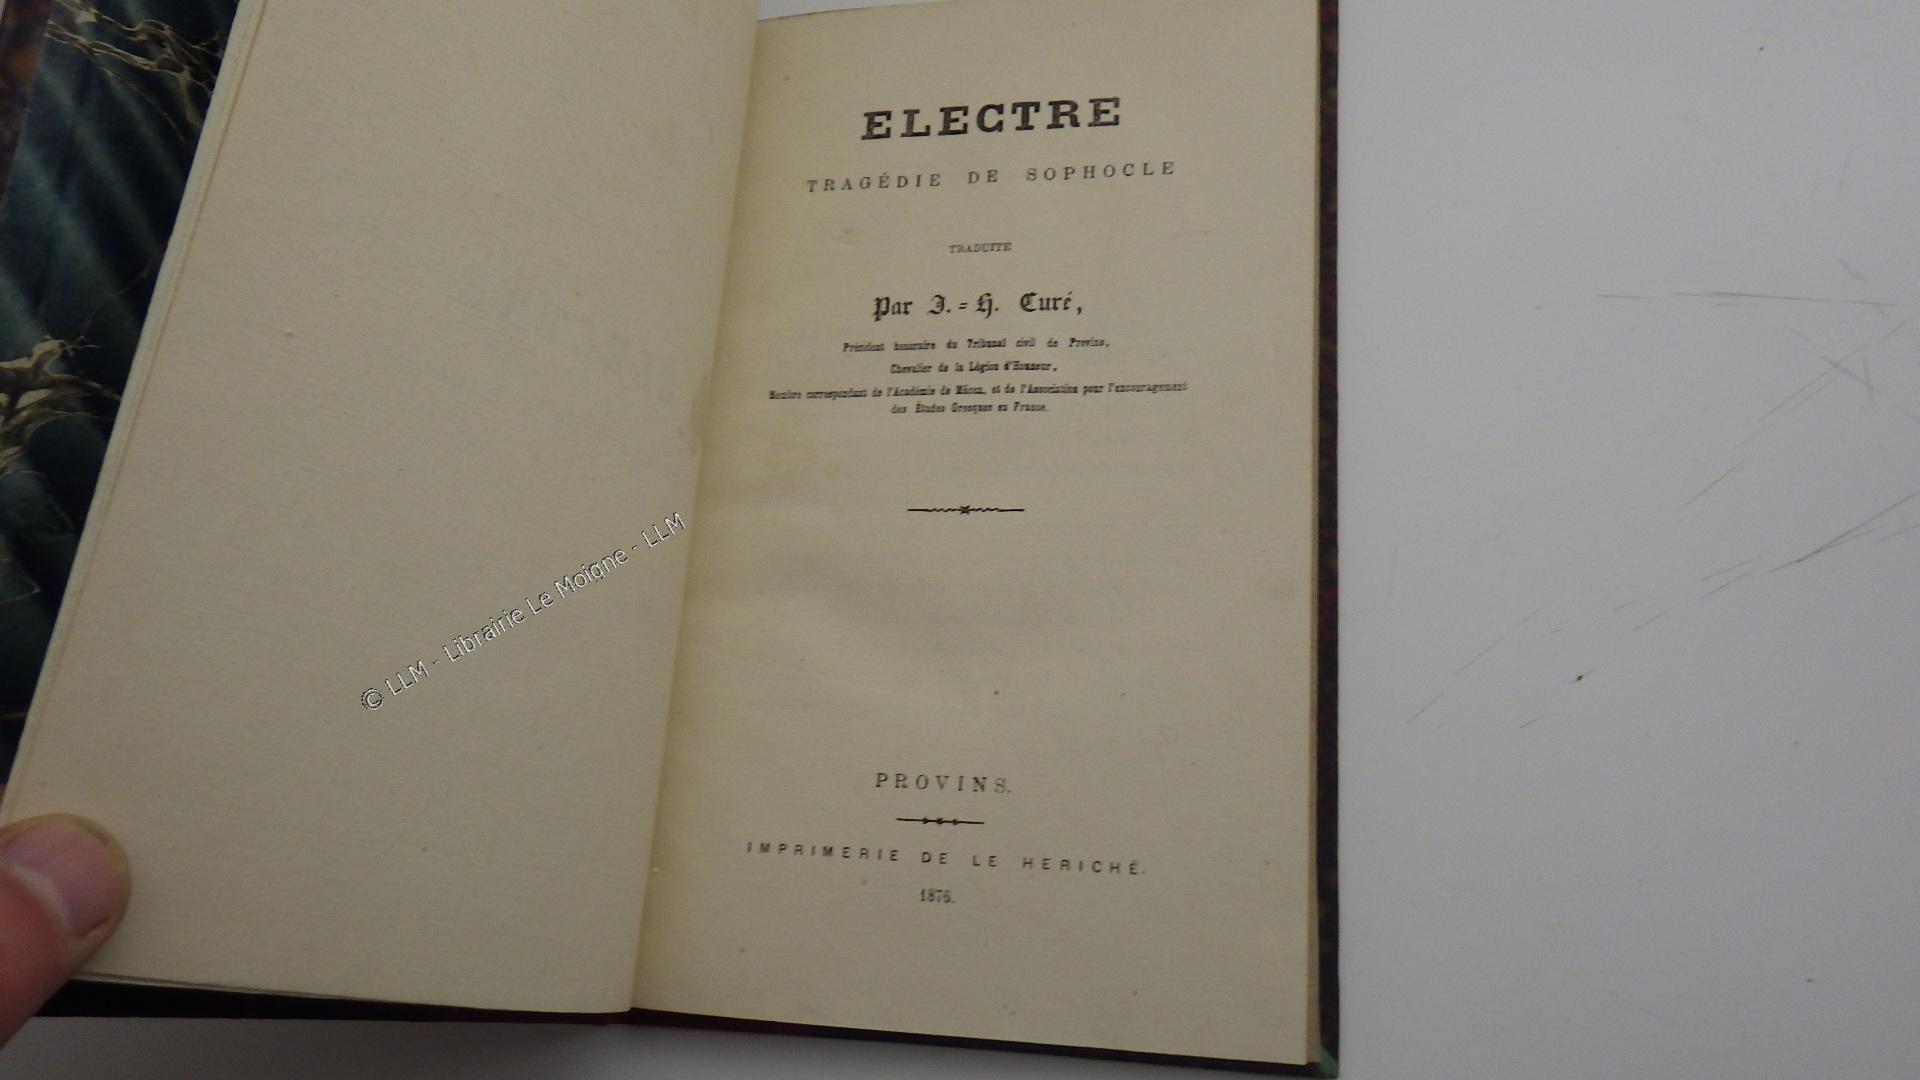 ELECTRE
TRAGÉDIE DE SOPHOCLE
TRADUITE
Par J.=H. Curé,
Président honoraire du Tribunal civil de Provins,
Chevalier de la Légion d'Honneur,
Membre correspondant de l'Académie de Mâcon, et de l'Association pour l'encouragement
des Études Grecques en France.
PROVINS.
IMPRIMERIE DE LE HERICHÉ.
1876.
© LLM - Librairie Le Moigne - LLM